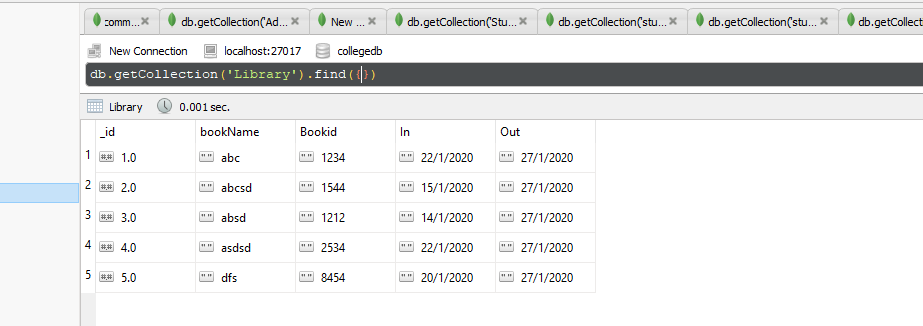 comm... db.getCollection('Ad... New ... db.getCollection('Stu... db.getCollection('stu... db.getCollection('stu... db.getCollectio
New Connection localhost:27017 collegedb
db.getCollection('Library').find({})
Library 0.001 sec.
_id bookName Bookid In Out
1 ## 1.0 "" abc "" 1234 "" 22/1/2020 "" 27/1/2020
2 ## 2.0 "" abcsd "" 1544 "" 15/1/2020 "" 27/1/2020
3 ## 3.0 "" absd "" 1212 "" 14/1/2020 "" 27/1/2020
4 ## 4.0 "" asdsd "" 2534 "" 22/1/2020 "" 27/1/2020
5 ## 5.0 "" dfs "" 8454 "" 20/1/2020 "" 27/1/2020